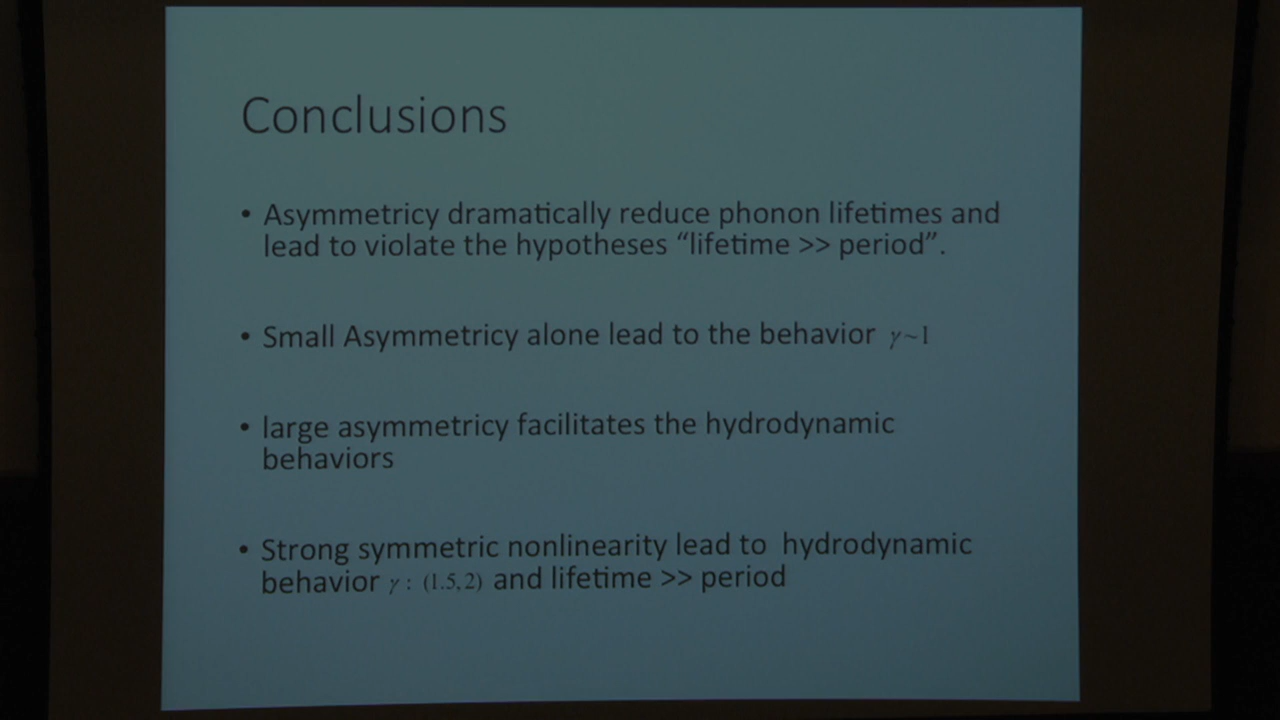 Conclusions
• Asymmetricy dramatically reduce phonon lifetimes and
lead to violate the hypotheses “lifetime >> period”.
• Small Asymmetricy alone lead to the behavior γ~1
• large asymmetricy facilitates the hydrodynamic
behaviors
• Strong symmetric nonlinearity lead to hydrodynamic
behavior γ : (1.5,2) and lifetime >> period